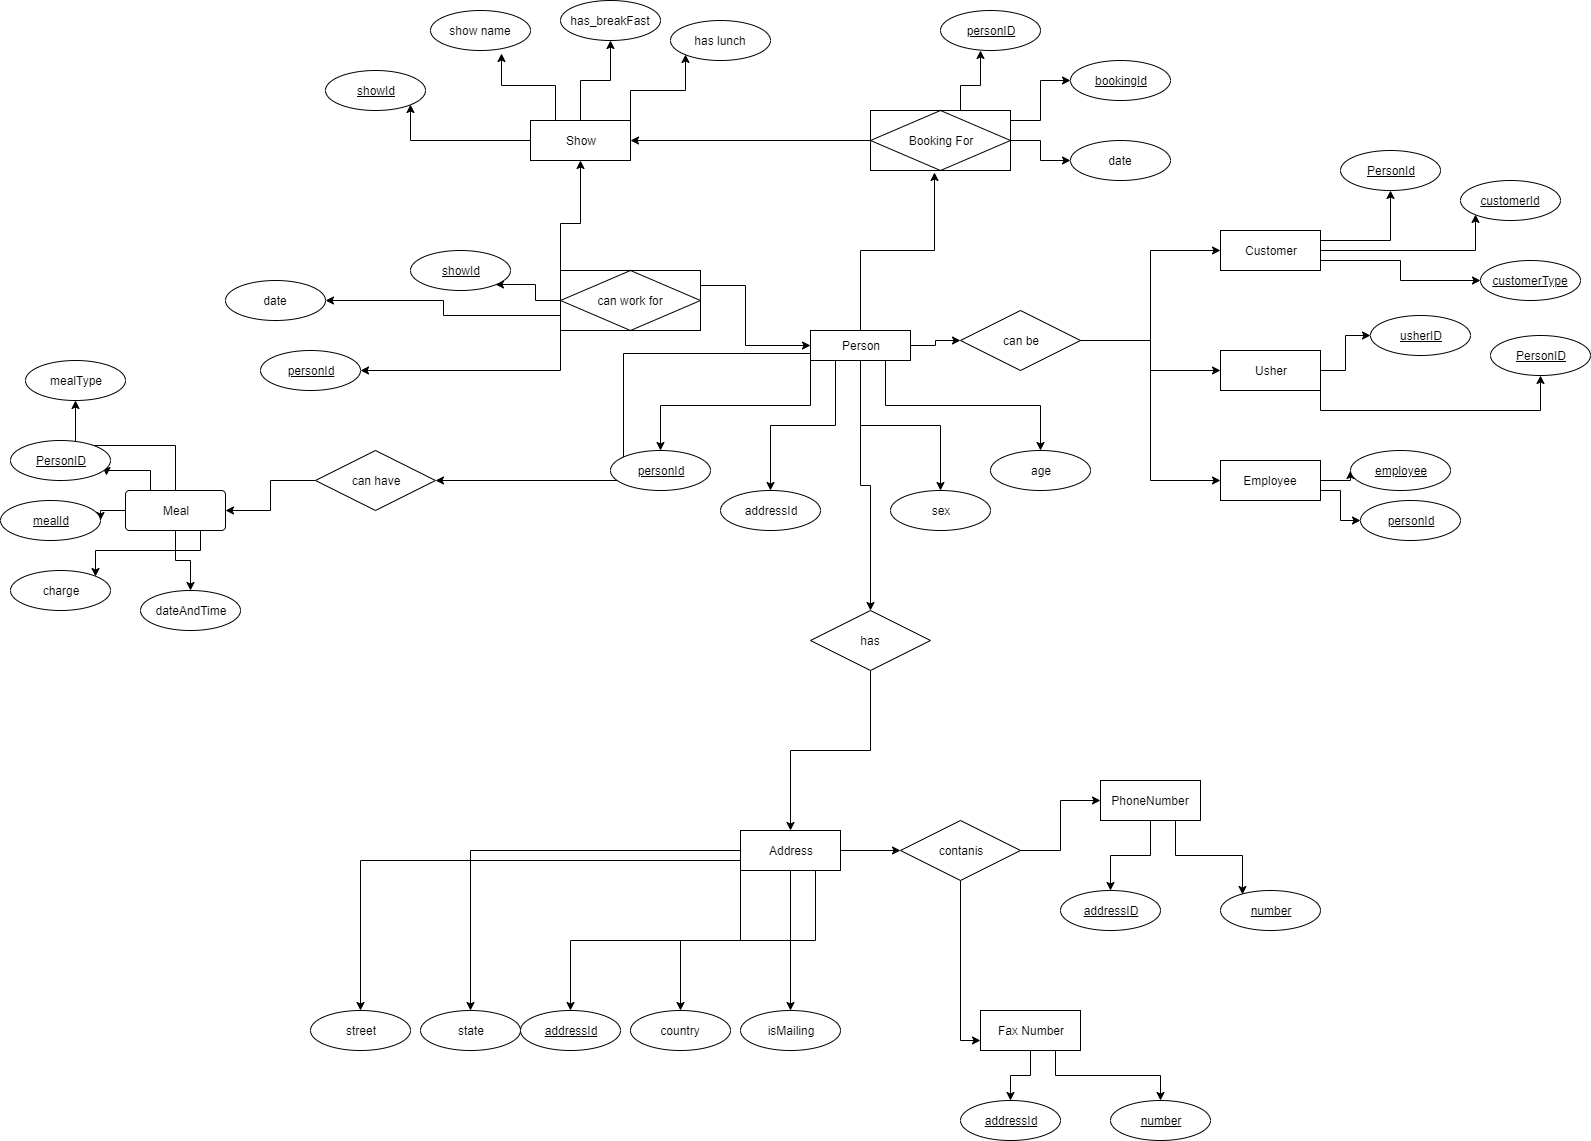 has_breakFast
show name
personID
has lunch
bookingId
showId
Show
Booking For
date
PersonId
customerId
Customer
showId
customerType
date
can work for
usherID
can be
Person
PersonID
personId
Usher
mealType
PersonID
personId
age
employee
can have
Employee
Meal
addressId
sex
mealId
personId
charge
dateAndTime
has
PhoneNumber
Address
contanis
addressID
number
street
state
addressId
country
isMailing
Fax Number
addressId
number